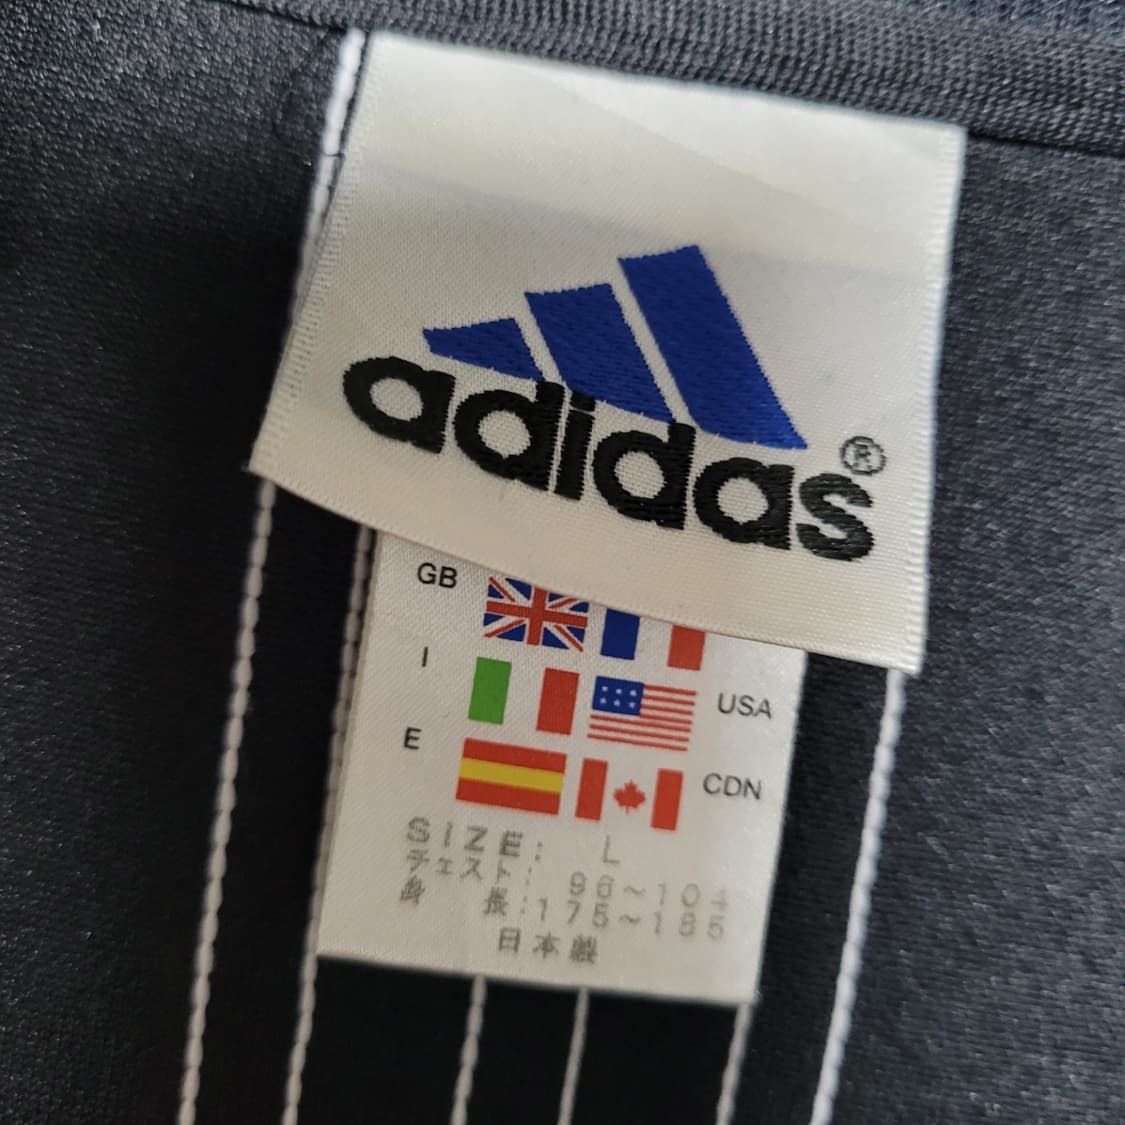 adidas®
GB
I USA
E CDN
SIZE: L
チェスト: 96~104
身 長:175~185
日本製